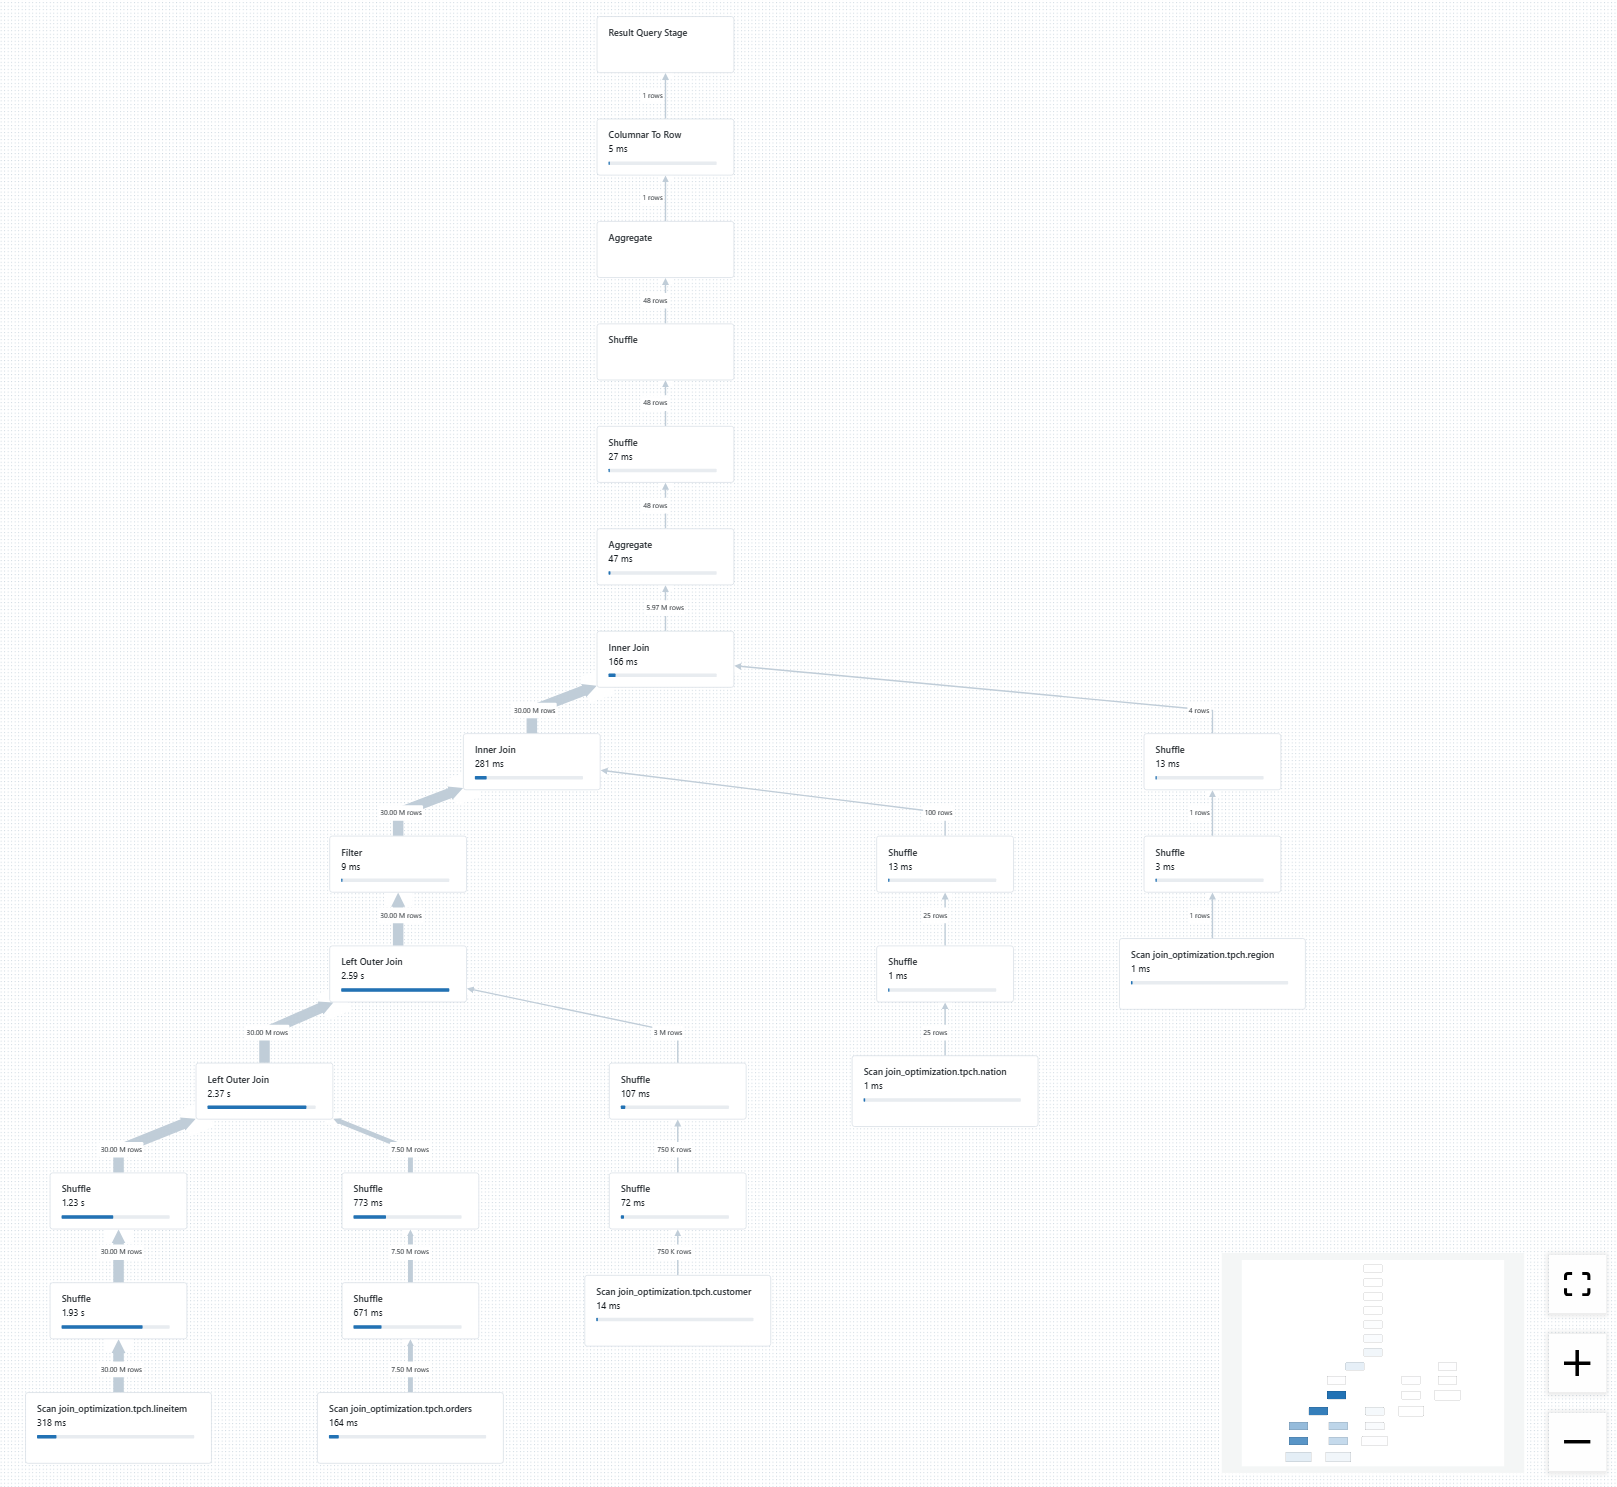 Result Query Stage
1 rows
Columnar To Row
5 ms
1 rows
Aggregate
48 rows
Shuffle
48 rows
Shuffle
27 ms
48 rows
Aggregate
47 ms
5.97 M rows
Inner Join
166 ms
30.00 M rows
4 rows
Inner Join
281 ms
Shuffle
13 ms
30.00 M rows
100 rows
1 rows
Filter
9 ms
Shuffle
13 ms
Shuffle
3 ms
30.00 M rows
25 rows
1 rows
Left Outer Join
2.59 s
Shuffle
1 ms
Scan join_optimization.tpch.region
1 ms
30.00 M rows
3 M rows
25 rows
Left Outer Join
2.37 s
Shuffle
107 ms
Scan join_optimization.tpch.nation
1 ms
30.00 M rows
7.50 M rows
750 K rows
Shuffle
1.23 s
Shuffle
773 ms
Shuffle
72 ms
30.00 M rows
7.50 M rows
750 K rows
Shuffle
1.93 s
Shuffle
671 ms
Scan join_optimization.tpch.customer
14 ms
30.00 M rows
7.50 M rows
Scan join_optimization.tpch.lineitem
318 ms
Scan join_optimization.tpch.orders
164 ms